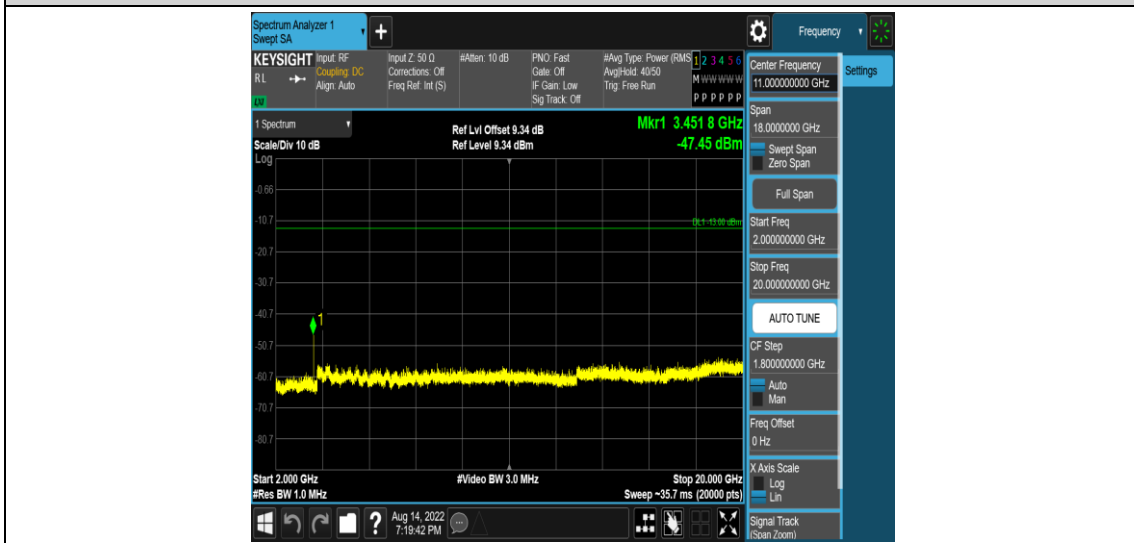 Spectrum Analyzer 1
Swept SA
+
Frequency
KEYSIGHT
RL
LXI
Input: RF
Coupling: DC
Align: Auto
Input Z: 50 Ω
Corrections: Off
Freq Ref: Int (S)
#Atten: 10 dB
PNO: Fast
Gate: Off
IF Gain: Low
Sig Track: Off
#Avg Type: Power (RMS
Avg|Hold: 40/50
Trig: Free Run
1 2 3 4 5 6
M W W W W W
P P P P P P
1 Spectrum
Scale/Div 10 dB
Log
Ref Lvl Offset 9.34 dB
Ref Level 9.34 dBm
Mkr1 3.451 8 GHz
-47.45 dBm
-0.66
-10.7
DL1 -13.00 dBm
-20.7
-30.7
-40.7
1
-50.7
-60.7
-70.7
-80.7
Start 2.000 GHz
#Res BW 1.0 MHz
#Video BW 3.0 MHz
Stop 20.000 GHz
Sweep ~35.7 ms (20000 pts)
?
Aug 14, 2022
7:19:42 PM
Center Frequency
11.000000000 GHz
Settings
Span
18.0000000 GHz
Swept Span
Zero Span
Full Span
Start Freq
2.000000000 GHz
Stop Freq
20.000000000 GHz
AUTO TUNE
CF Step
1.800000000 GHz
Auto
Man
Freq Offset
0 Hz
X Axis Scale
Log
Lin
Signal Track
(Span Zoom)